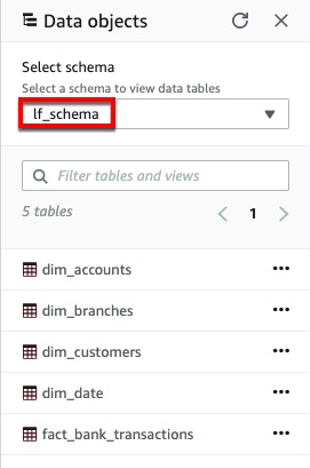 Data objects
Select schema
Select a schema to view data tables
lf_schema
Filter tables and views
5 tables
1
dim_accounts
dim_branches
dim_customers
dim_date
fact_bank_transactions